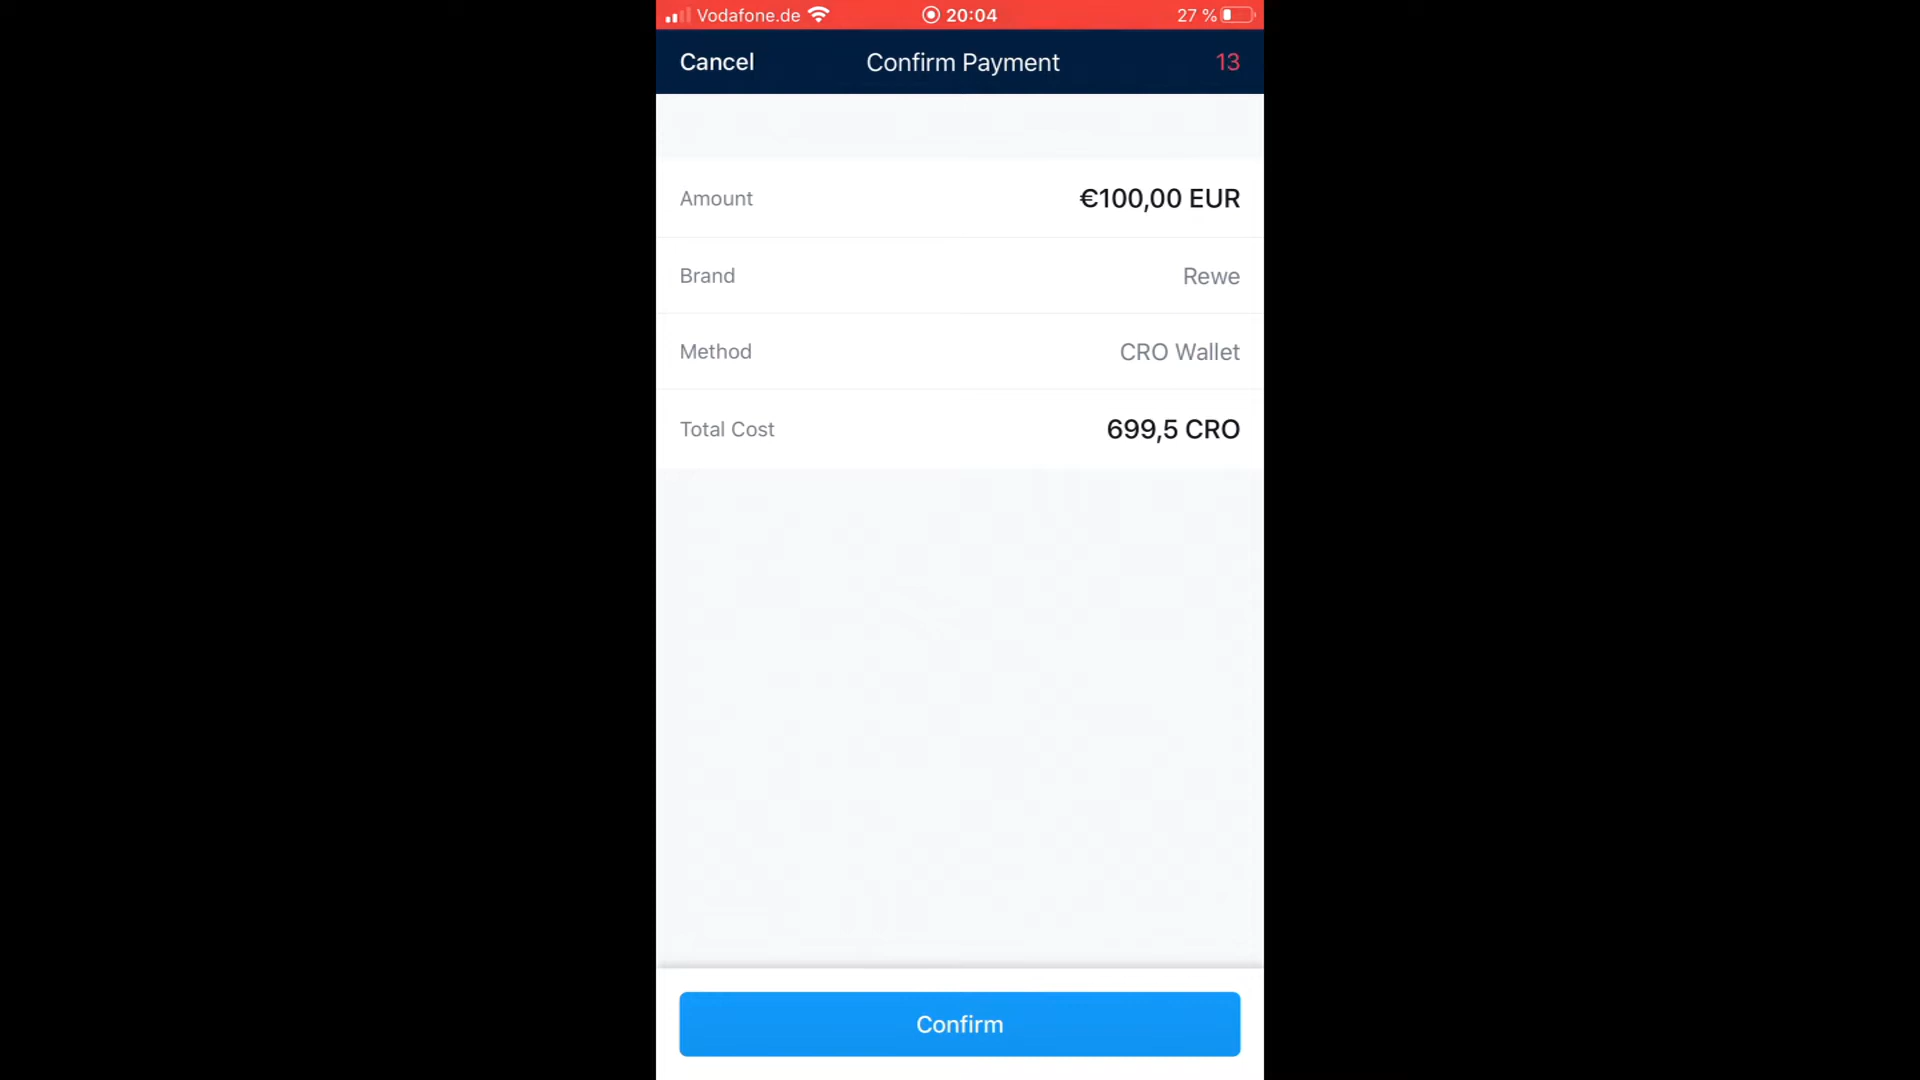 Vodafone.de 20:04 27 %
Cancel Confirm Payment 13
Amount €100,00 EUR
Brand Rewe
Method CRO Wallet
Total Cost 699,5 CRO
Confirm